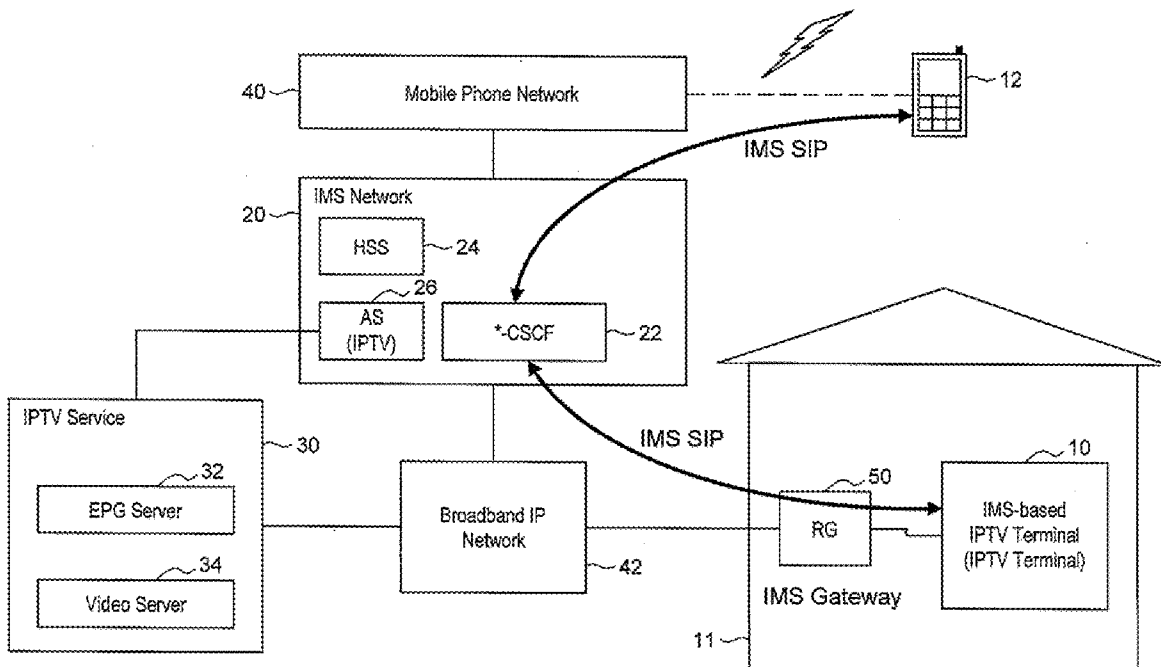 40
Mobile Phone Network
12
IMS SIP
20
IMS Network
HSS
24
26
AS
(IPTV)
*-CSCF
22
IPTV Service
30
IMS SIP
32
EPG Server
34
Video Server
Broadband IP
Network
42
50
RG
IMS Gateway
10
IMS-based
IPTV Terminal
(IPTV Terminal)
11